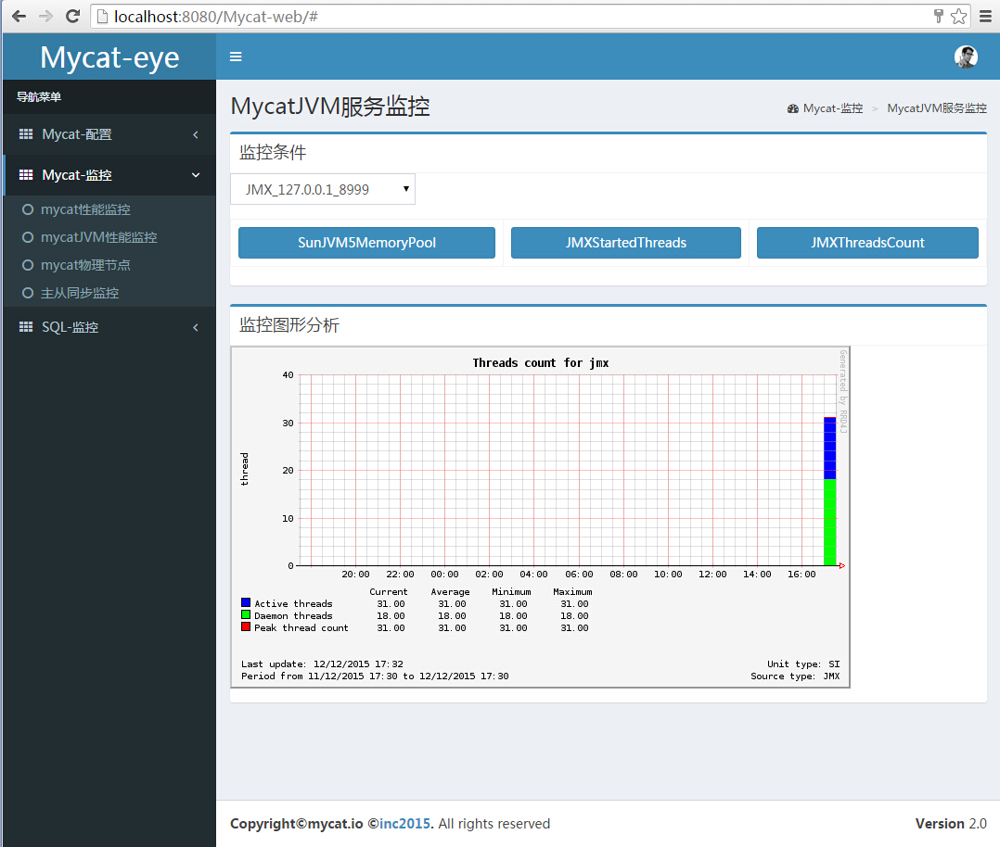 localhost:8080/Mycat-web/#
Mycat-eye
导航菜单
Mycat-配置
Mycat-监控
mycat性能监控
mycatJVM性能监控
mycat物理节点
主从同步监控
SQL-监控
MycatJVM服务监控
Mycat-监控 > MycatJVM服务监控
监控条件
JMX_127.0.0.1_8999
SunJVM5MemoryPool JMXStartedThreads JMXThreadsCount
监控图形分析
Threads count for jmx
Generated by RRD4J
thread
40
30
20
10
0
20:00 22:00 00:00 02:00 04:00 06:00 08:00 10:00 12:00 14:00 16:00
Current Average Minimum Maximum
Active threads 31.00 31.00 31.00 31.00
Daemon threads 18.00 18.00 18.00 18.00
Peak thread count 31.00 31.00 31.00 31.00
Last update: 12/12/2015 17:32 Unit type: SI
Period from 11/12/2015 17:30 to 12/12/2015 17:30 Source type: JMX
Copyright©mycat.io ©inc2015. All rights reserved Version 2.0